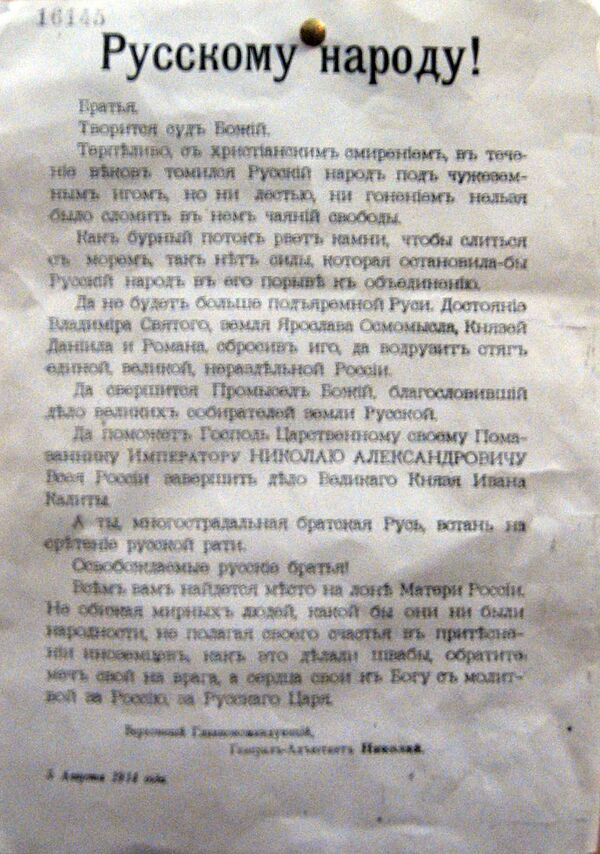 16145
Русскому народу!
Братья,
Творится судъ Божій.
Терпѣливо, съ христіанскимъ смиреніемъ, въ тече-
ніе вѣковъ томился Русскій народъ подъ чужезем-
нымъ игомъ, но ни лестью, ни гоненіемъ нельзя
было сломить въ немъ чаяній свободы.
Какъ бурный потокъ рветъ камни, чтобы слиться
съ моремъ, такъ нѣтъ силы, которая остановила-бы
Русскій народъ въ его порывѣ къ объединенію.
Да не будетъ больше подъяремной Руси. Достояніе
Владиміра Святого, земля Ярослава Осмомысла, Князей
Даніила и Романа, сбросивъ иго, да водрузитъ стягъ
единой, великой, нераздѣльной Россіи.
Да свершится Промыселъ Божій, благословившій
дѣло великихъ собирателей земли Русской.
Да поможетъ Господь Царственному своему Пома-
заннику ИМПЕРАТОРУ НИКОЛАЮ АЛЕКСАНДРОВИЧУ
Всея Россіи завершить дѣло Великаго Князя Ивана
Калиты.
А ты, многострадальная братская Русь, встань на
срѣтеніе русской рати.
Освобождаемые русскіе братья!
Всѣмъ вамъ найдется мѣсто на лонѣ Матери Россіи.
Не обижая мирныхъ людей, какой бы они ни были
народности, не полагая своего счастья въ притѣсне-
ніи иноземцевъ, какъ это дѣлали швабы, обратите
мечъ свой на врага, а сердца свои къ Богу съ молит-
вой за Россію, за Русскаго Царя.
Верховный Главнокомандующій,
Генералъ-Адъютантъ Николай.
5 Августа 1914 года.